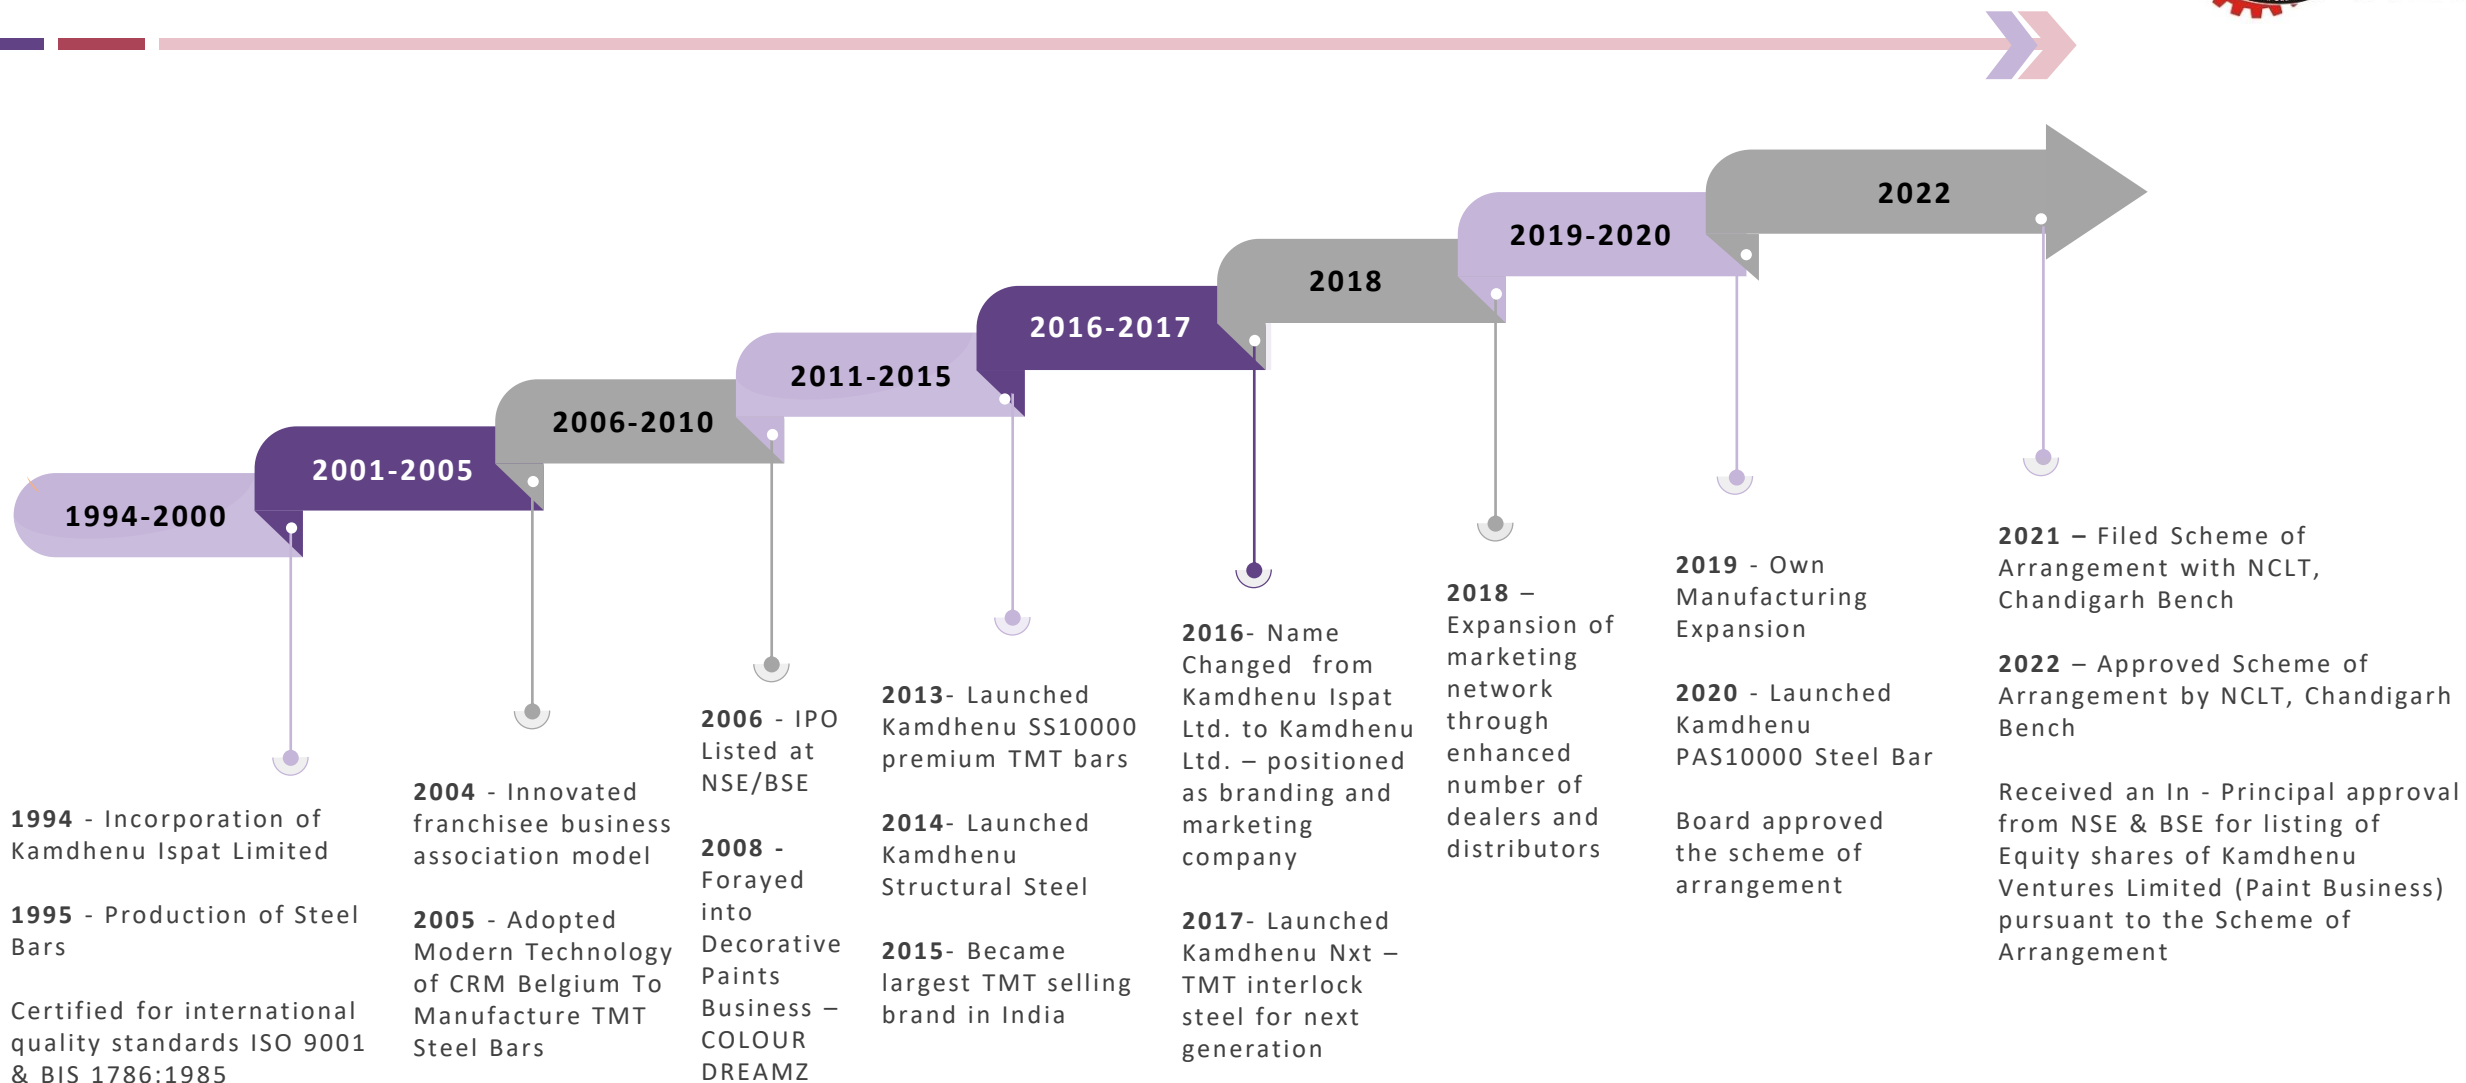 1994-2000
2001-2005
2006-2010
2011-2015
2016-2017
2018
2019-2020
2022
1994 - Incorporation of
Kamdhenu Ispat Limited
1995 - Production of Steel
Bars
Certified for international
quality standards ISO 9001
& BIS 1786:1985
2004 - Innovated
franchisee business
association model
2005 - Adopted
Modern Technology
of CRM Belgium To
Manufacture TMT
Steel Bars
2006 - IPO
Listed at
NSE/BSE
2008 -
Forayed
into
Decorative
Paints
Business –
COLOUR
DREAMZ
2013- Launched
Kamdhenu SS10000
premium TMT bars
2014- Launched
Kamdhenu
Structural Steel
2015- Became
largest TMT selling
brand in India
2016- Name
Changed from
Kamdhenu Ispat
Ltd. to Kamdhenu
Ltd. – positioned
as branding and
marketing
company
2017- Launched
Kamdhenu Nxt –
TMT interlock
steel for next
generation
2018 –
Expansion of
marketing
network
through
enhanced
number of
dealers and
distributors
2019 - Own
Manufacturing
Expansion
2020 - Launched
Kamdhenu
PAS10000 Steel Bar
Board approved
the scheme of
arrangement
2021 – Filed Scheme of
Arrangement with NCLT,
Chandigarh Bench
2022 – Approved Scheme of
Arrangement by NCLT, Chandigarh
Bench
Received an In - Principal approval
from NSE & BSE for listing of
Equity shares of Kamdhenu
Ventures Limited (Paint Business)
pursuant to the Scheme of
Arrangement